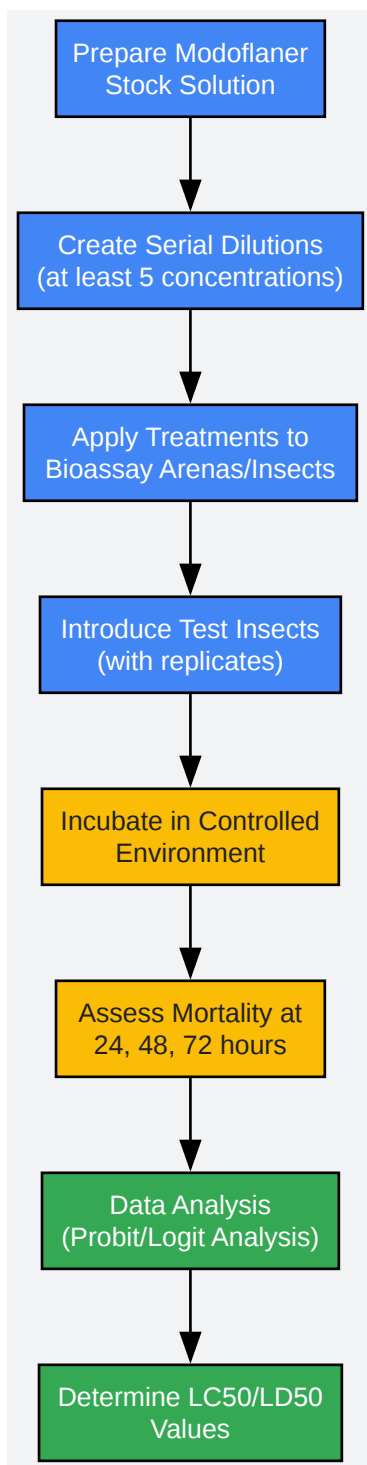 Prepare Modoflaner
Stock Solution
Create Serial Dilutions
(at least 5 concentrations)
Apply Treatments to
Bioassay Arenas/Insects
Introduce Test Insects
(with replicates)
Incubate in Controlled
Environment
Assess Mortality at
24, 48, 72 hours
Data Analysis
(Probit/Logit Analysis)
Determine LC50/LD50
Values